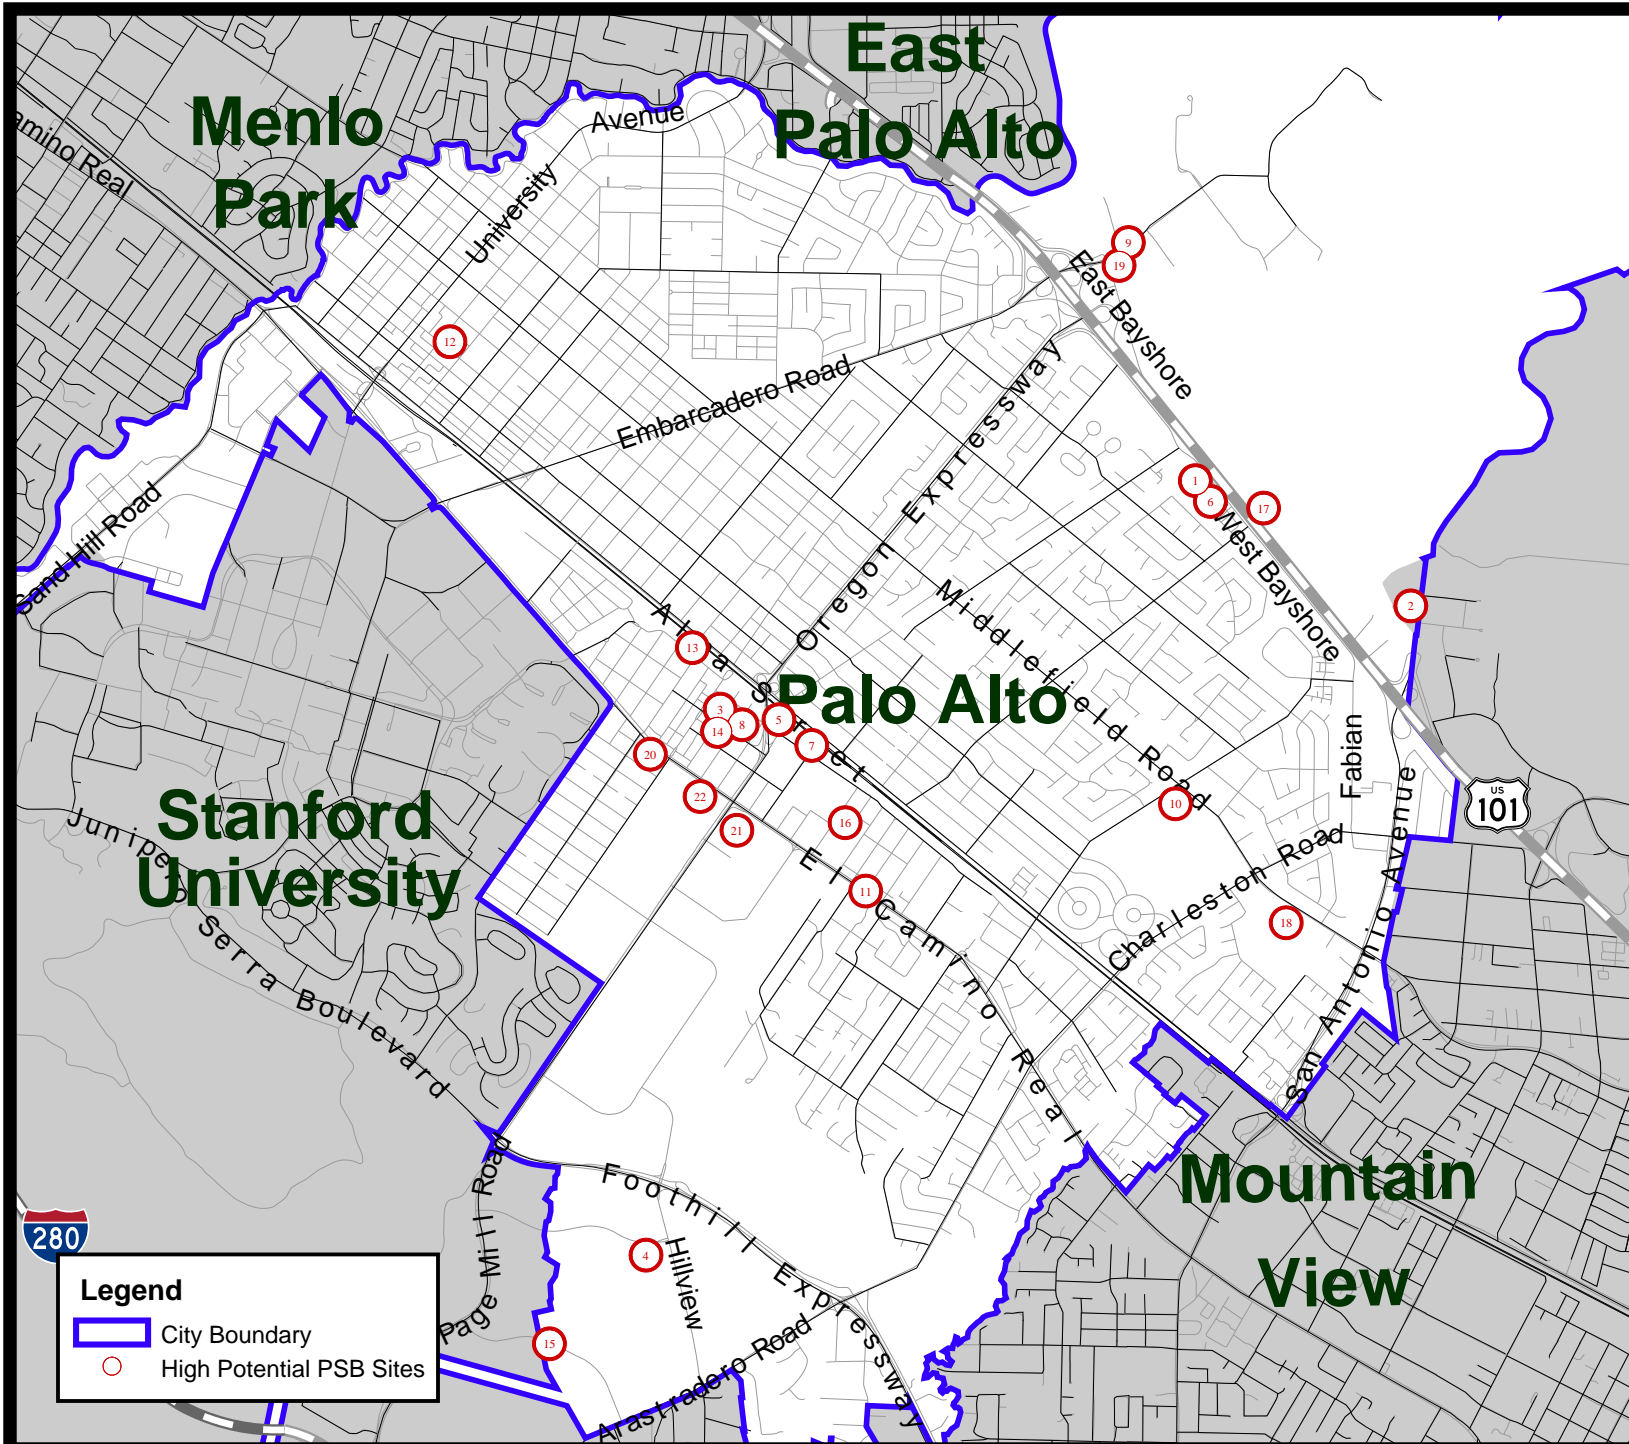 East
Palo Alto
Menlo
Park
amino Real
Avenue
University
9
19
East Bayshore
12
Embarcadero Road
Oregon Expressway
1
6
17
West Bayshore
Sand Hill Road
2
Middlefield Road
Alma Street
13
Palo Alto
3
14
8
5
7
20
22
21
16
10
Fabian
US
101
Stanford
University
Junipero Serra Boulevard
El Camino Real
11
Charleston Road
18
San Antonio Avenue
Mountain
View
Page Mill Road
Foothill Expressway
4
Hillview
15
Arastradero Road
280
Legend
City Boundary
High Potential PSB Sites